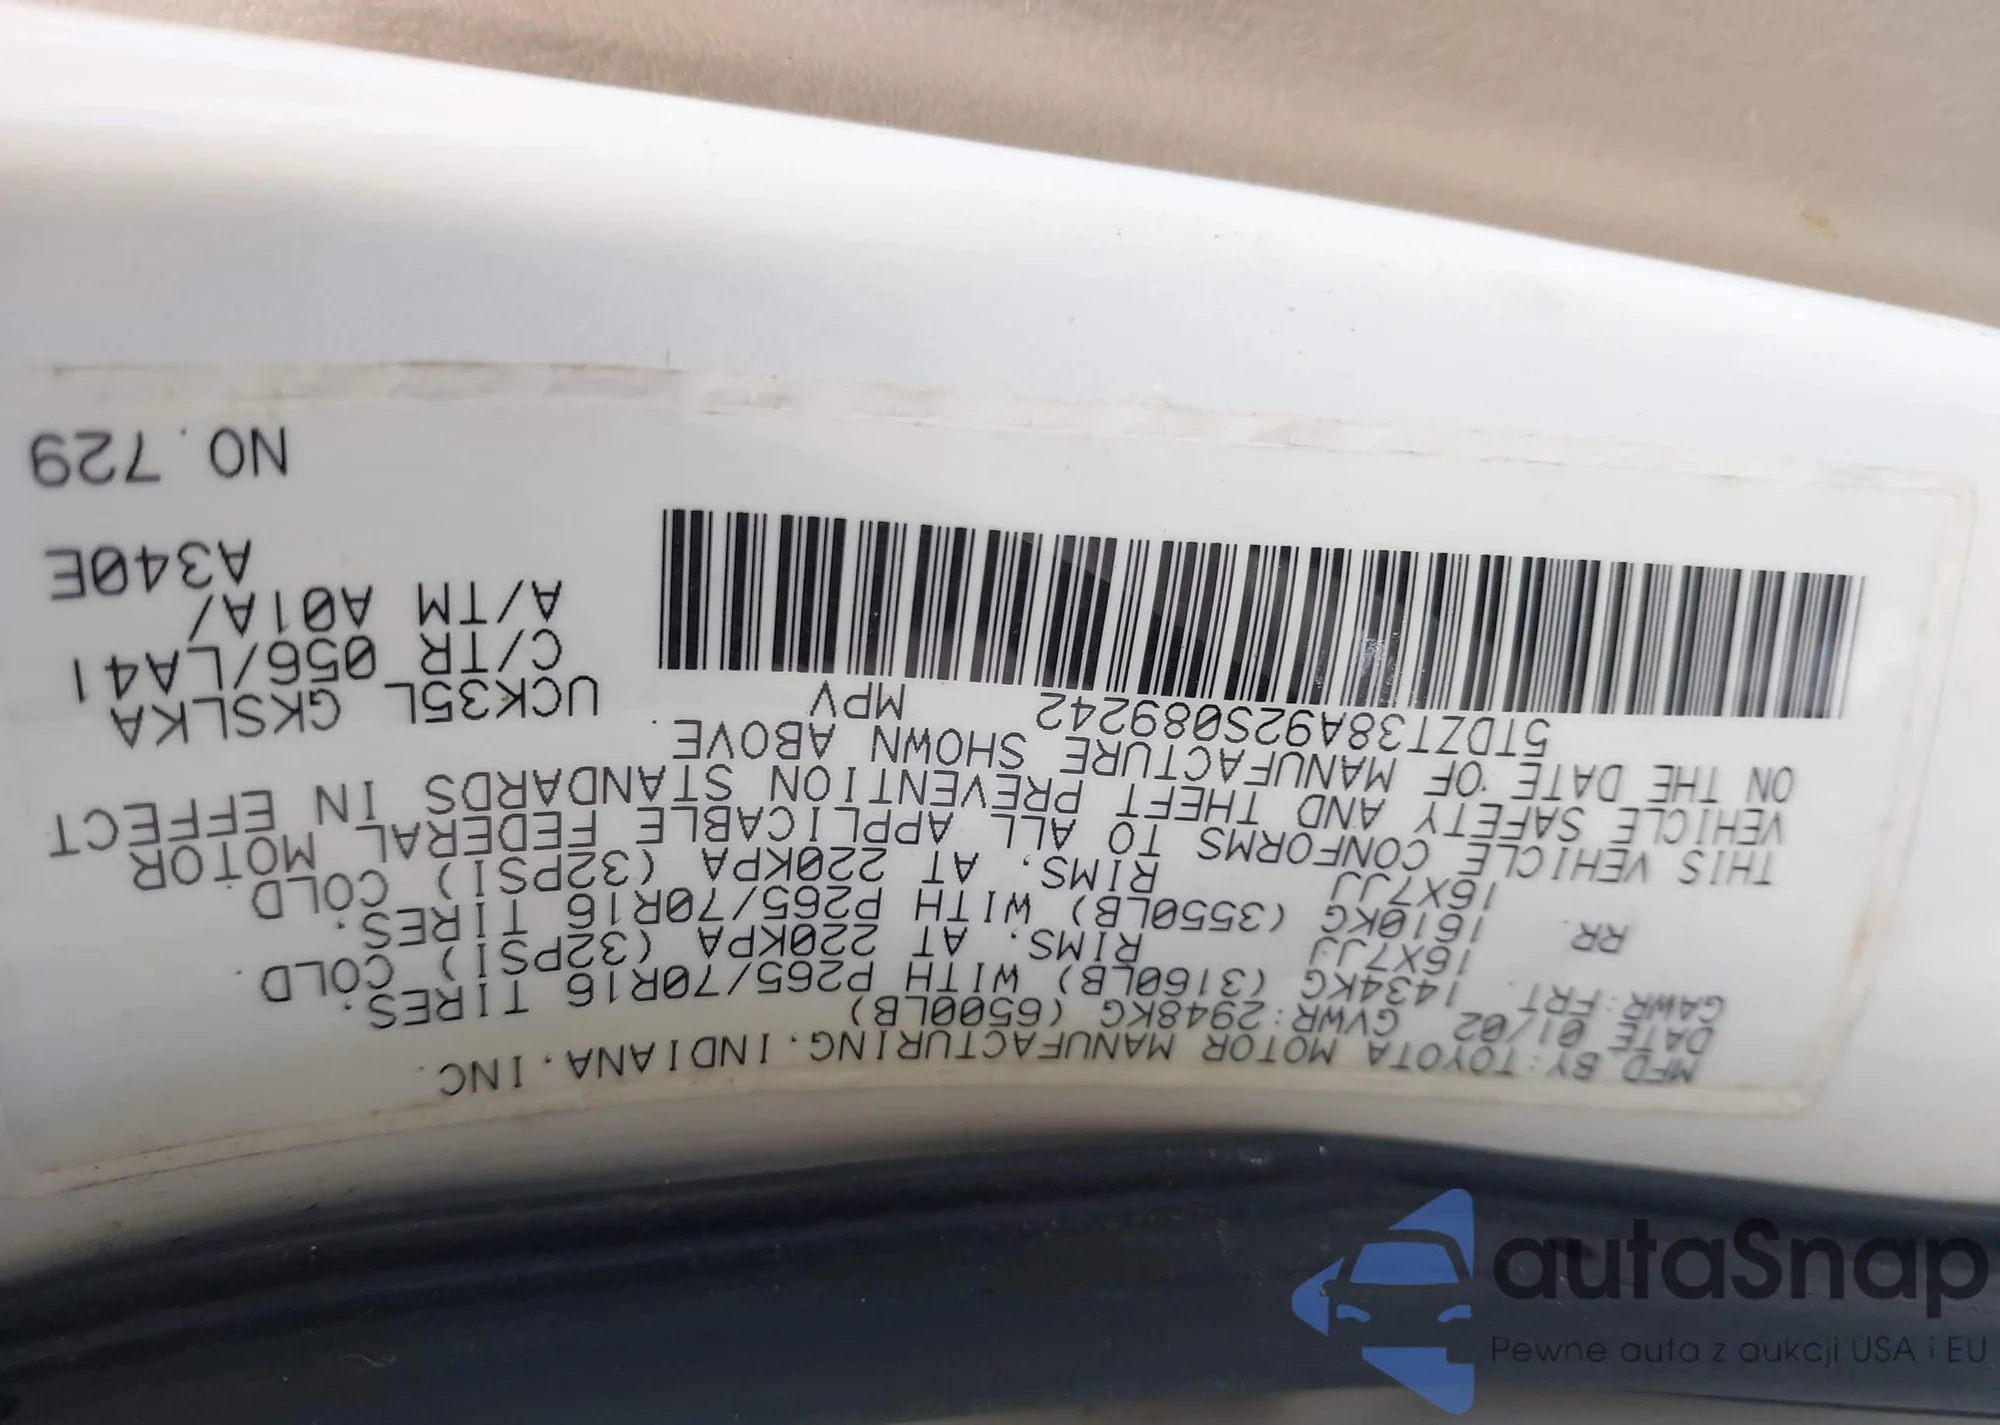 MFD BY:TOYOTA MOTOR MANUFACTURING.INDIANA.INC.
DATE 01/02 GVWR:2948KG (6500LB)
GAWR:FRT. 1434KG (3160LB) WITH P265/70R16 TIRES.
16X7JJ RIMS. AT 220KPA (32PSI) COLD.
RR. 1610KG (3550LB) WITH P265/70R16 TIRES.
16X7JJ RIMS. AT 220KPA (32PSI) COLD
THIS VEHICLE CONFORMS TO ALL APPLICABLE FEDERAL MOTOR
VEHICLE SAFETY AND THEFT PREVENTION STANDARDS IN EFFECT
ON THE DATE OF MANUFACTURE SHOWN ABOVE.
5TDZT38A92S089242 MPV
UCK35L GKSLKA
C/TR 056/LA41
A/TM A01A/
A340E
NO.729
autaSnap
Pewne auta z aukcji USA i EU